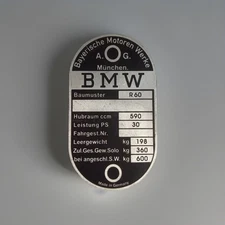 Bayerische Motoren Werke
A. G.
München.
BMW
Baumuster R60
Hubraum ccm 590
Leistung PS. 30
Fahrgest.Nr.
Leergewicht kg 198
Zul.Ges.Gew.Solo kg 360
bei angeschl.S.W. kg 600
Made in Germany